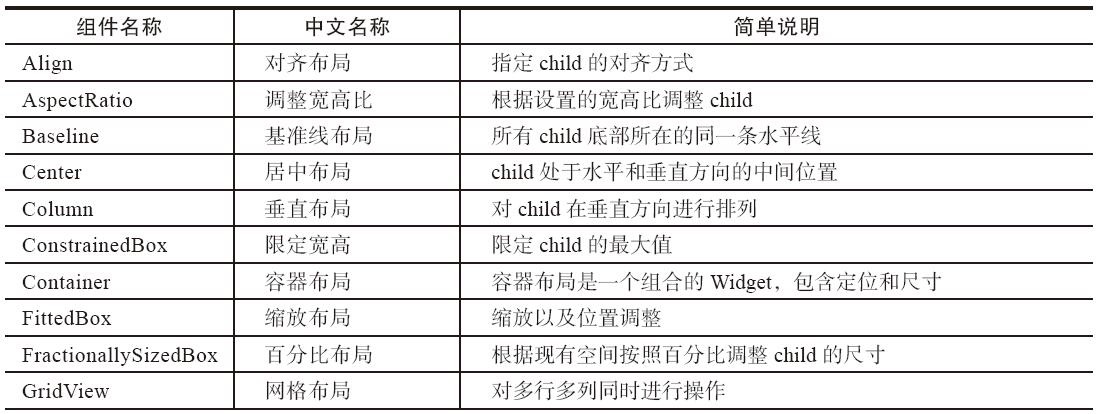 组件名称 中文名称 简单说明
Align 对齐布局 指定 child 的对齐方式
AspectRatio 调整宽高比 根据设置的宽高比调整 child
Baseline 基准线布局 所有 child 底部所在的同一条水平线
Center 居中布局 child 处于水平和垂直方向的中间位置
Column 垂直布局 对 child 在垂直方向进行排列
ConstrainedBox 限定宽高 限定 child 的最大值
Container 容器布局 容器布局是一个组合的 Widget，包含定位和尺寸
FittedBox 缩放布局 缩放以及位置调整
FractionallySizedBox 百分比布局 根据现有空间按照百分比调整 child 的尺寸
GridView 网格布局 对多行多列同时进行操作